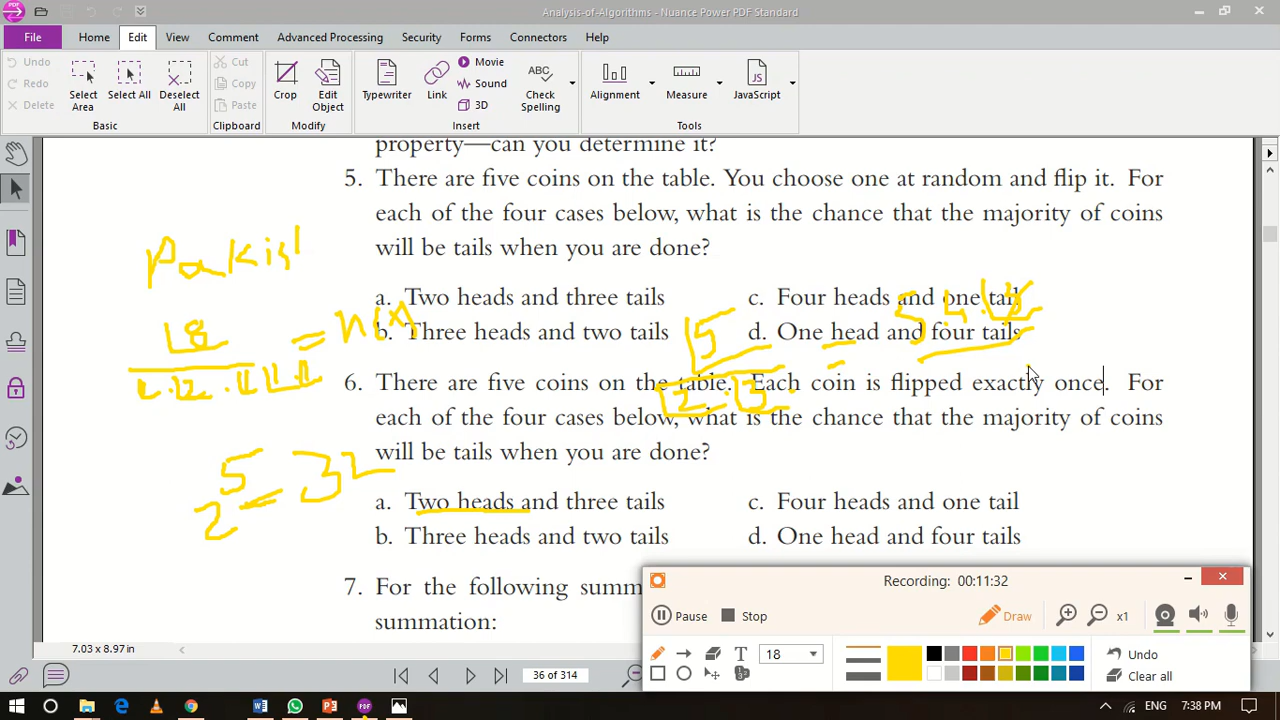 Analysis-of-Algorithms - Nuance Power PDF Standard
File Home Edit View Comment Advanced Processing Security Forms Connectors Help
Undo
Redo
Delete
Select Area
Select All
Deselect All
Cut
Copy
Paste
Crop
Edit Object
Typewriter
Link
Movie
Sound
3D
ABC
Check Spelling
Alignment
Measure
JS
JavaScript
Basic Clipboard Modify Insert Tools
property—can you determine it?
5. There are five coins on the table. You choose one at random and flip it. For
each of the four cases below, what is the chance that the majority of coins
will be tails when you are done?
a. Two heads and three tails
c. Four heads and one tail
b. Three heads and two tails
d. One head and four tails
6. There are five coins on the table. Each coin is flipped exactly once. For
each of the four cases below, what is the chance that the majority of coins
will be tails when you are done?
a. Two heads and three tails
c. Four heads and one tail
b. Three heads and two tails
d. One head and four tails
7. For the following summ
summation:
2 5 = 32
Recording: 00:11:32
Pause Stop Draw x1
T 18
Undo
Clear all
7.03 x 8.97 in
36 of 314
ENG 7:38 PM